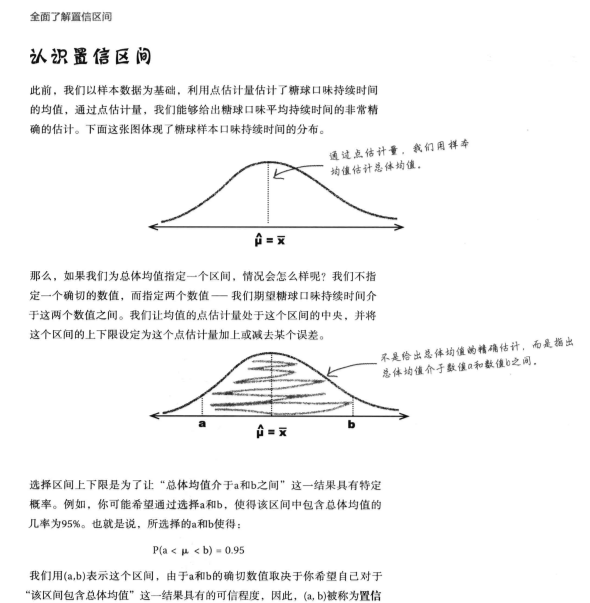 全面了解置信区间
认识置信区间
此前，我们以样本数据为基础，利用点估计量估计了糖球口味持续时间
的均值，通过点估计量，我们能够给出糖球口味平均持续时间的非常精
确的估计。下面这张图体现了糖球样本口味持续时间的分布。
通过点估计量，我们用样本
均值估计总体均值。
μ̂ = x̄
那么，如果我们为总体均值指定一个区间，情况会怎么样呢？我们不指
定一个确切的数值，而指定两个数值 —— 我们期望糖球口味持续时间介
于这两个数值之间。我们让均值的点估计量处于这个区间的中央，并将
这个区间的上下限设定为这个点估计量加上或减去某个误差。
不是给出总体均值的精确估计，而是指出
总体均值介于数值a和数值b之间。
a μ̂ = x̄ b
选择区间上下限是为了让“总体均值介于a和b之间”这一结果具有特定
概率。例如，你可能希望通过选择a和b，使得该区间中包含总体均值的
几率为95%。也就是说，所选择的a和b使得：
P(a < μ < b) = 0.95
我们用(a,b)表示这个区间，由于a和b的确切数值取决于你希望自己对于
“该区间包含总体均值”这一结果具有的可信程度，因此，(a, b)被称为置信